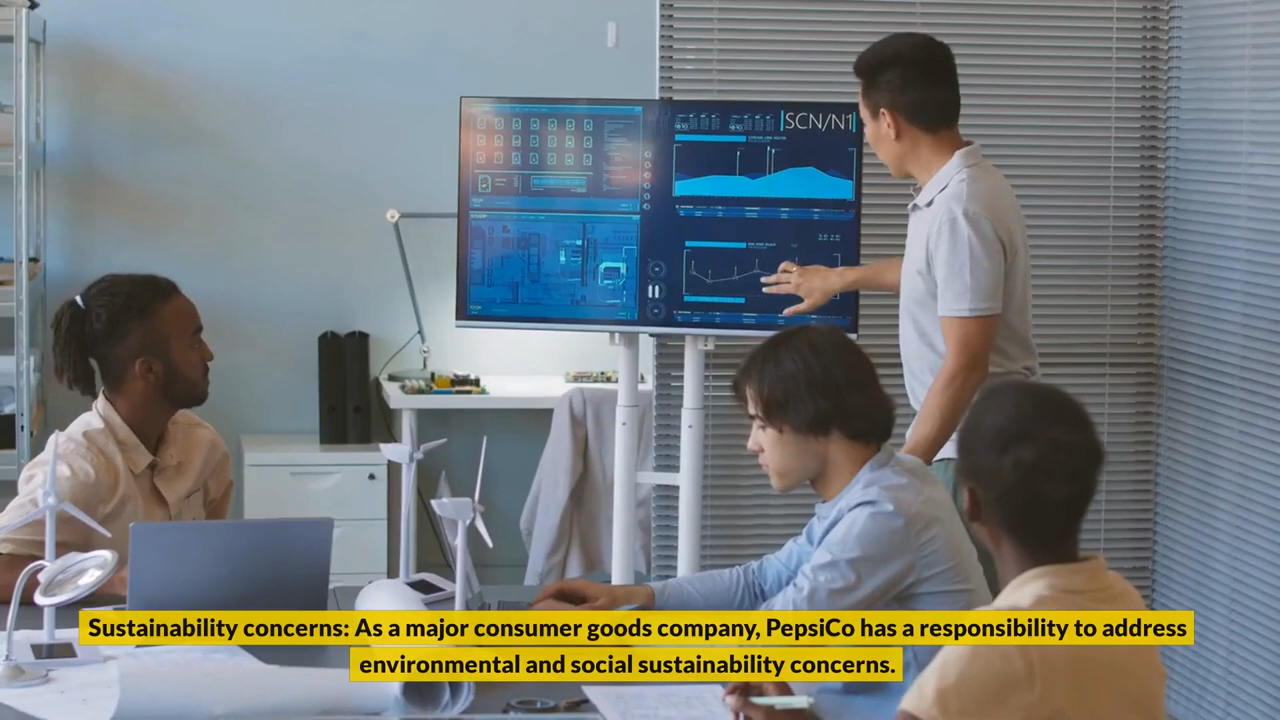 SCN/N1
Sustainability concerns: As a major consumer goods company, PepsiCo has a responsibility to address
environmental and social sustainability concerns.